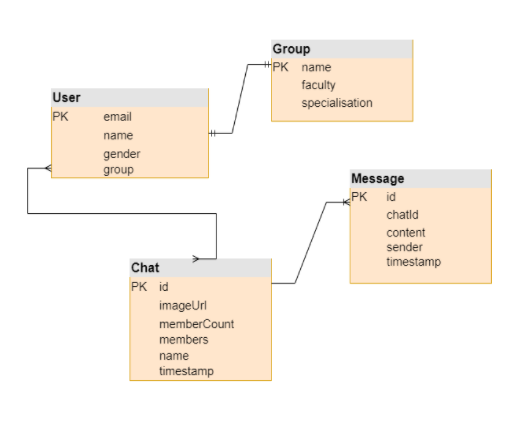 Group
PK name
faculty
specialisation
User
PK email
name
gender
group
Message
PK id
chatId
content
sender
timestamp
Chat
PK id
imageUrl
memberCount
members
name
timestamp